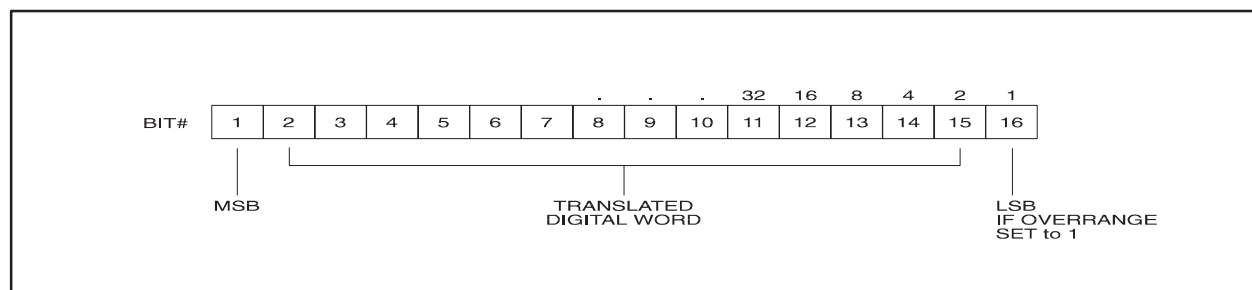 . . . 32 16 8 4 2 1
BIT# 1 2 3 4 5 6 7 8 9 10 11 12 13 14 15 16
MSB TRANSLATED LSB
DIGITAL WORD IF OVERRANGE
SET to 1